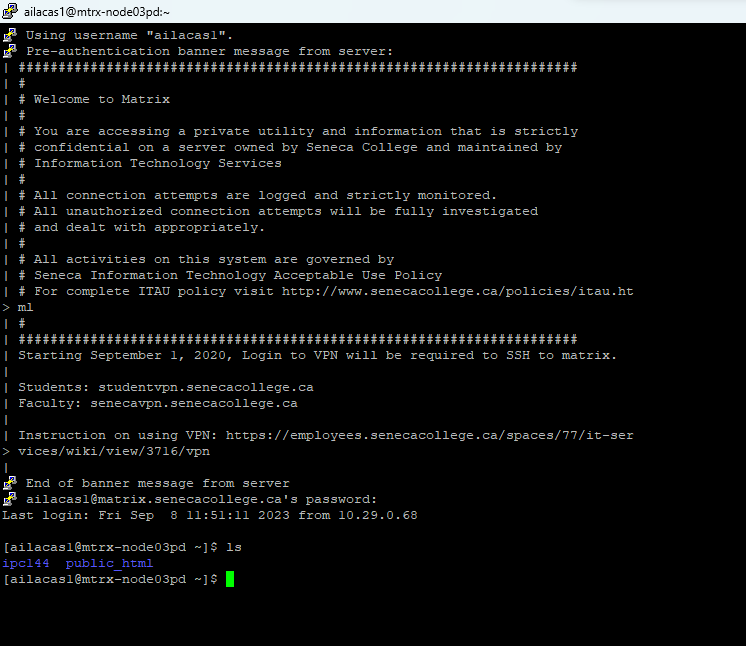 ailacas1@mtrx-node03pd:~
Using username "ailacas1".
Pre-authentication banner message from server:
| ######################################################################
| #
| # Welcome to Matrix
| #
| # You are accessing a private utility and information that is strictly
| # confidential on a server owned by Seneca College and maintained by
| # Information Technology Services
| #
| # All connection attempts are logged and strictly monitored.
| # All unauthorized connection attempts will be fully investigated
| # and dealt with appropriately.
| #
| # All activities on this system are governed by
| # Seneca Information Technology Acceptable Use Policy
| # For complete ITAU policy visit http://www.senecacollege.ca/policies/itau.ht
> ml
| #
| ######################################################################
| Starting September 1, 2020, Login to VPN will be required to SSH to matrix.
|
| Students: studentvpn.senecacollege.ca
| Faculty: senecavpn.senecacollege.ca
|
| Instruction on using VPN: https://employees.senecacollege.ca/spaces/77/it-ser
> vices/wiki/view/3716/vpn
|
End of banner message from server
ailacas1@matrix.senecacollege.ca's password:
Last login: Fri Sep  8 11:51:11 2023 from 10.29.0.68
[ailacas1@mtrx-node03pd ~]$ ls
ipc144  public_html
[ailacas1@mtrx-node03pd ~]$